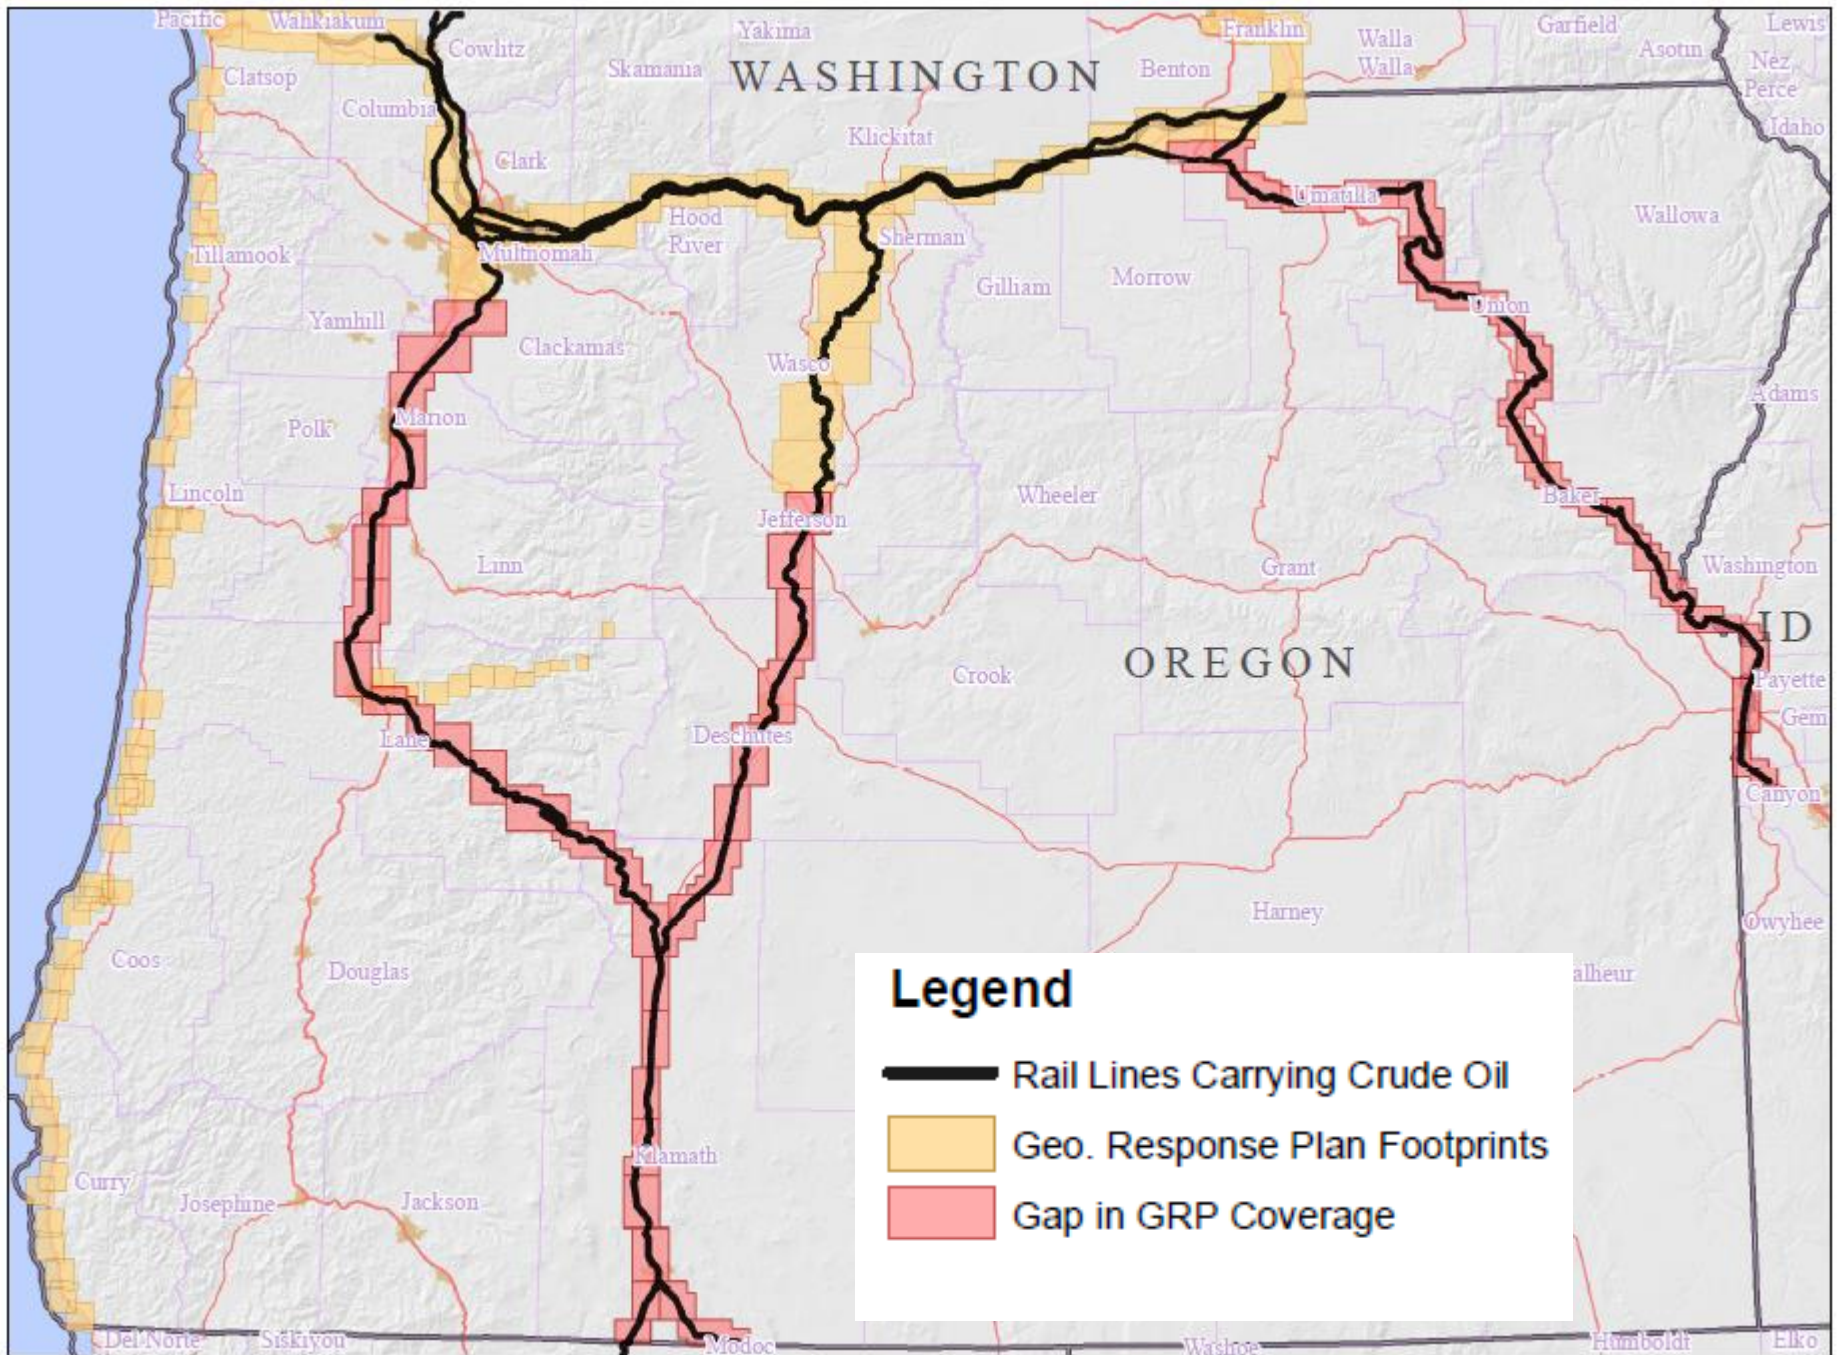 Pacific
Wahkiakum
Cowlitz
Yakima
Franklin
Garfield
Lewis
Skamania
WASHINGTON
Benton
Walla
Walla
Asotin
Nez
Perce
Clatsop
Columbia
Klickitat
Idaho
Clark
Umatilla
Wallowa
Hood
River
Sherman
Tillamook
Multnomah
Gilliam
Morrow
Union
Yamhill
Clackamas
Wasco
Adams
Polk
Marion
Lincoln
Wheeler
Baker
Jefferson
Linn
Grant
Washington
ID
OREGON
Crook
Payette
Gem
Lane
Deschutes
Canyon
Harney
Owyhee
Coos
Douglas
alheur
Legend
Rail Lines Carrying Crude Oil
Geo. Response Plan Footprints
Gap in GRP Coverage
Klamath
Curry
Josephine
Jackson
Del Norte
Siskiyou
Modoc
Washoe
Humboldt
Elko